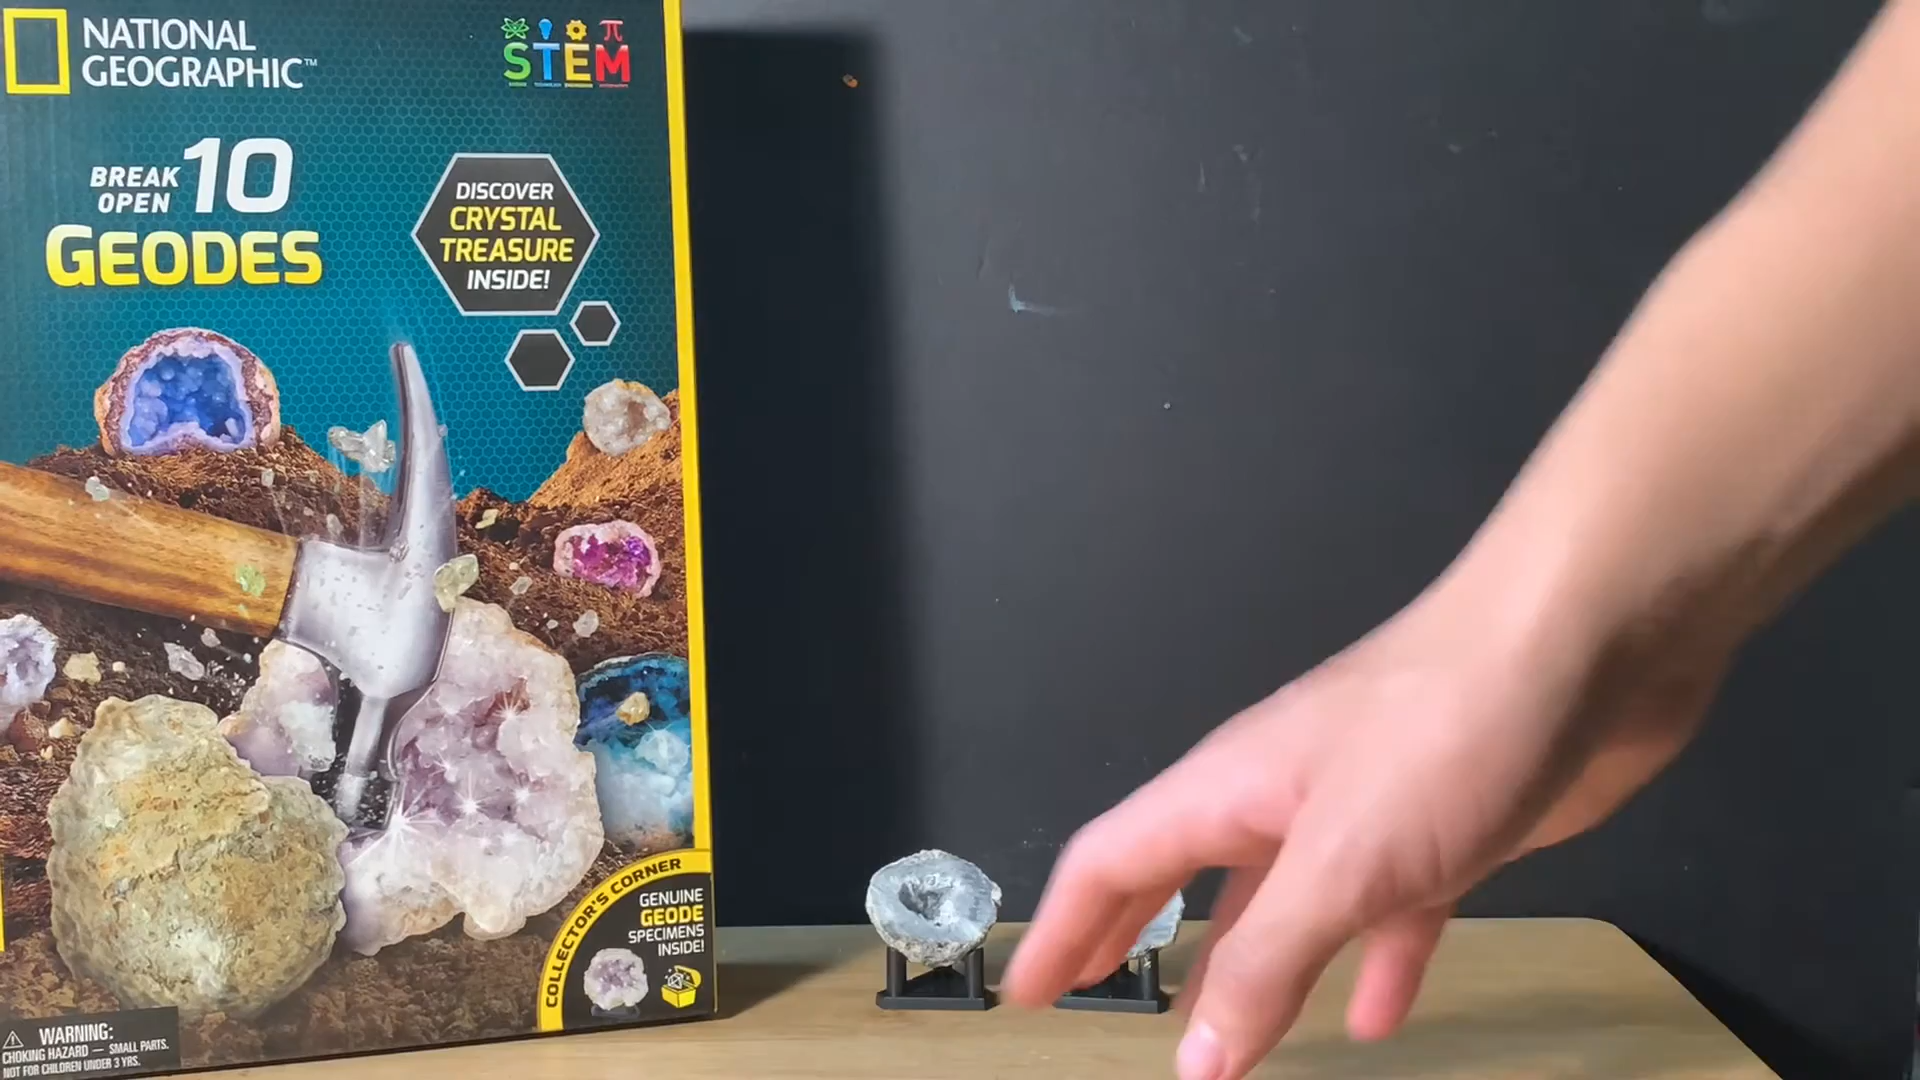 NATIONAL
GEOGRAPHIC™
STEM
BREAK
OPEN
10
GEODES
DISCOVER
CRYSTAL
TREASURE
INSIDE!
COLLECTOR'S CORNER
GENUINE
GEODE
SPECIMENS
INSIDE!
WARNING:
CHOKING HAZARD — SMALL PARTS.
NOT FOR CHILDREN UNDER 3 YRS.